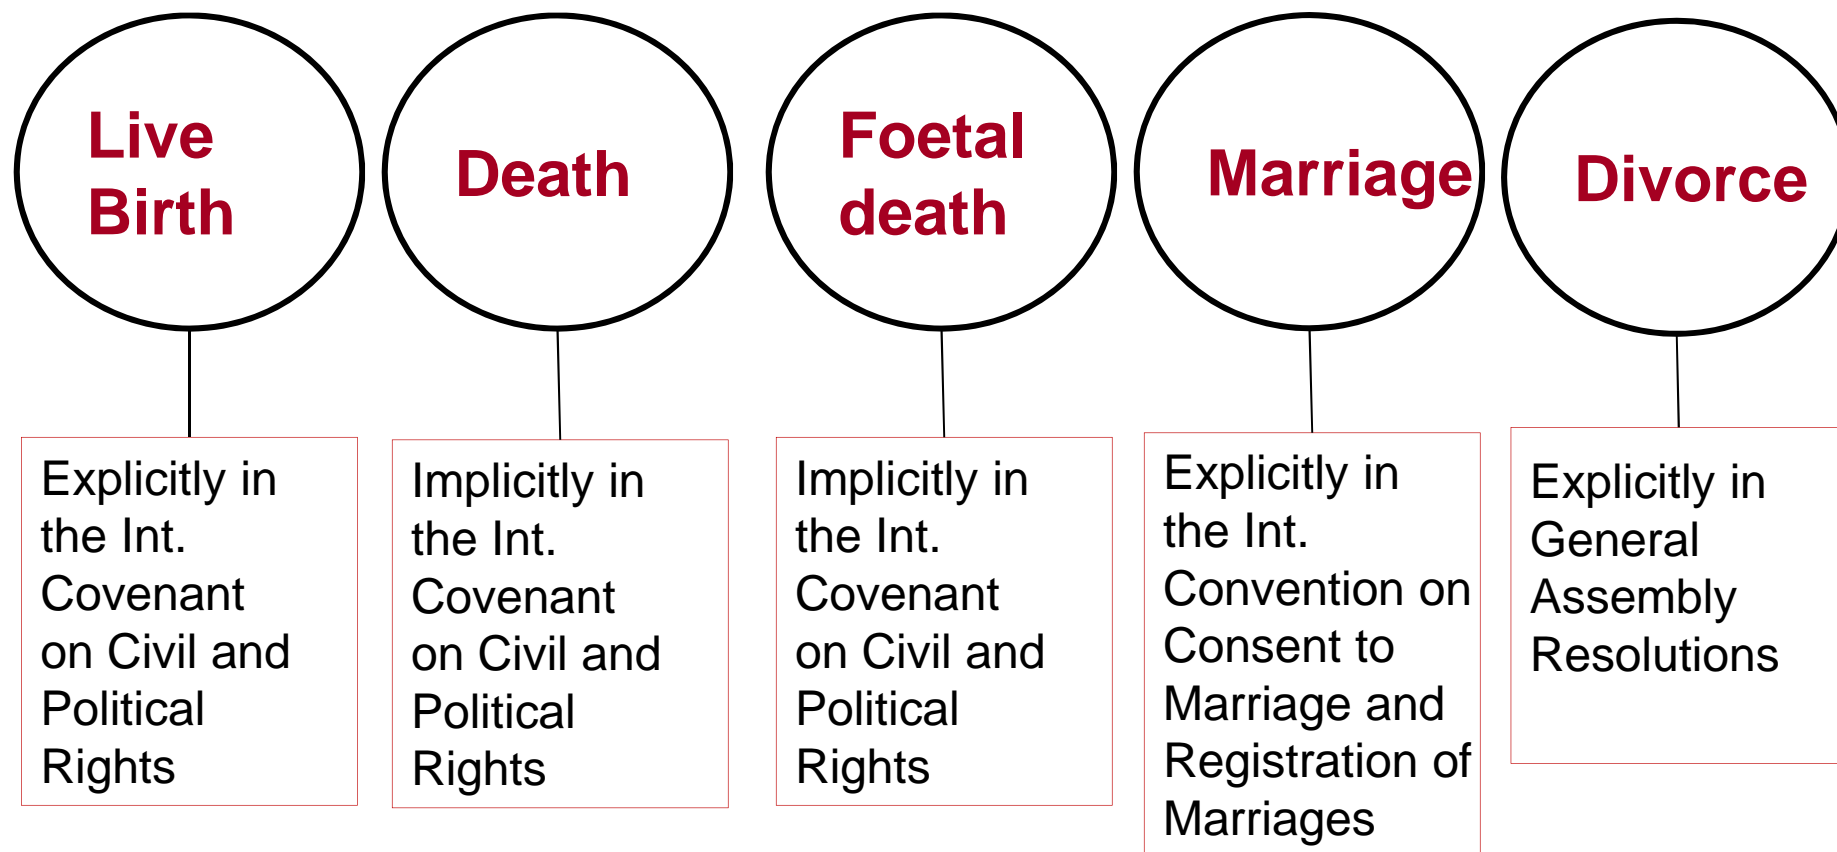 Live
Birth
Death
Foetal
death
Marriage
Divorce
Explicitly in
the Int.
Covenant
on Civil and
Political
Rights
Implicitly in
the Int.
Covenant
on Civil and
Political
Rights
Implicitly in
the Int.
Covenant
on Civil and
Political
Rights
Explicitly in
the Int.
Convention on
Consent to
Marriage and
Registration of
Marriages
Explicitly in
General
Assembly
Resolutions